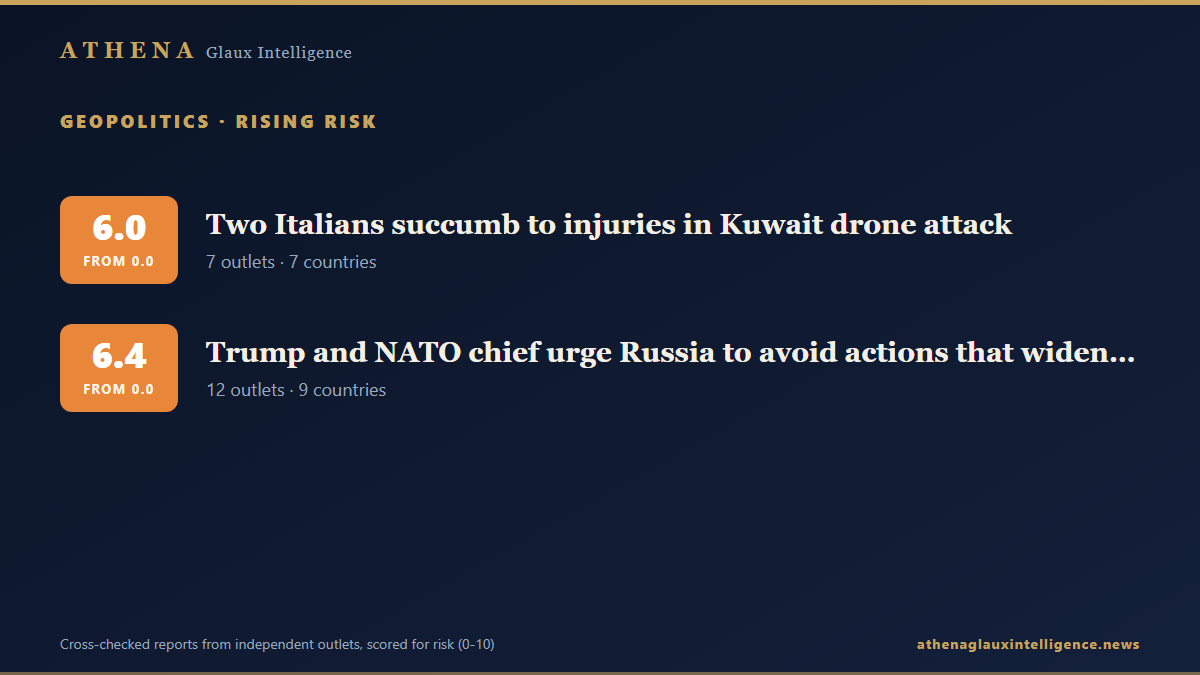 ATHENA Glaux Intelligence
GEOPOLITICS · RISING RISK
6.0
FROM 0.0
Two Italians succumb to injuries in Kuwait drone attack
7 outlets · 7 countries
6.4
FROM 0.0
Trump and NATO chief urge Russia to avoid actions that widen...
12 outlets · 9 countries
Cross-checked reports from independent outlets, scored for risk (0-10)
athenaglauxintelligence.news